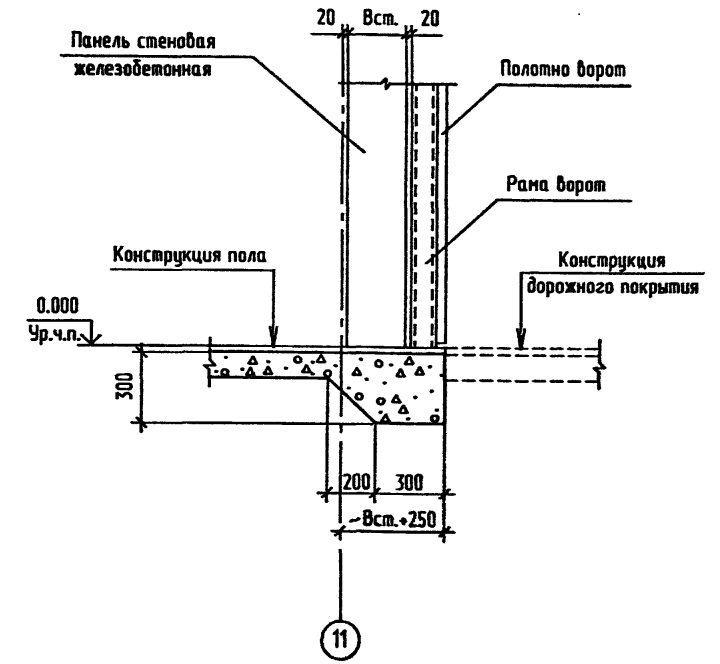 20 Вст. 20
Панель стеновая
железобетонная
Полотно ворот
Рама ворот
Конструкция пола
Конструкция
дорожного покрытия
0.000
Ур.ч.п.
300
200 300
~Вст.+250
11